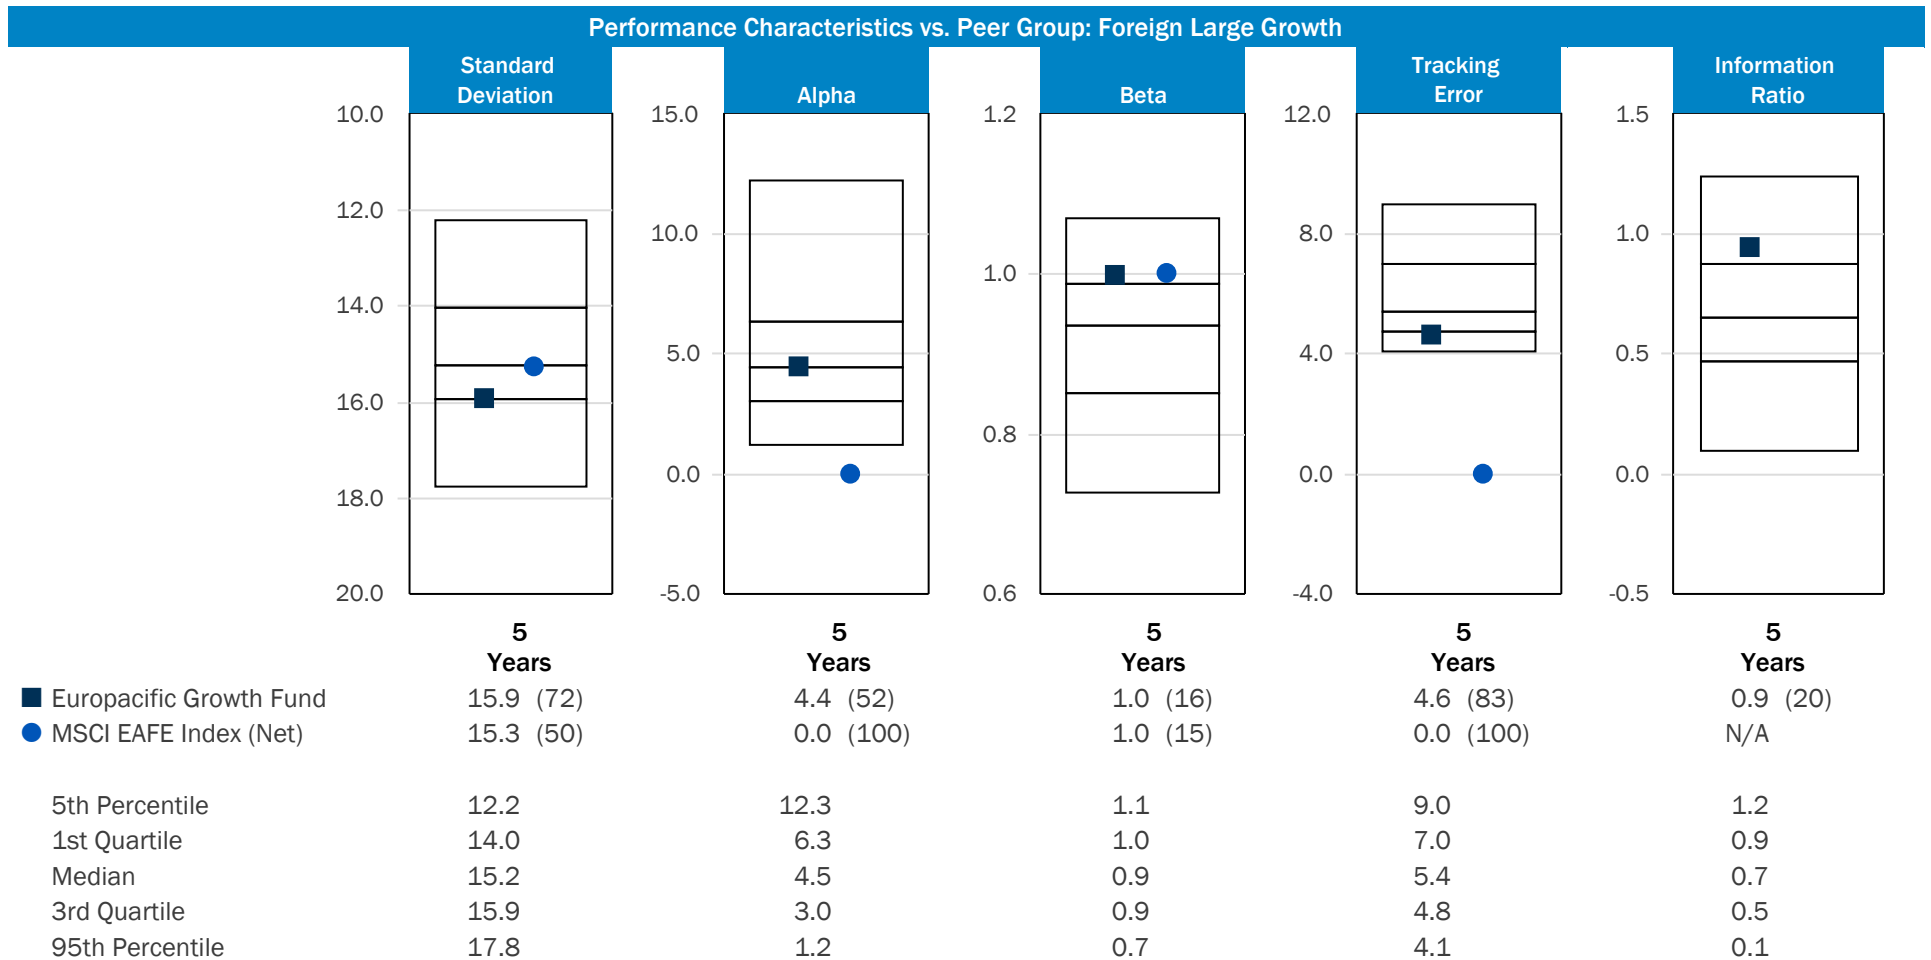 Performance Characteristics vs. Peer Group: Foreign Large Growth
Standard Deviation
Alpha
Beta
Tracking Error
Information Ratio
10.0
12.0
14.0
16.0
18.0
20.0
15.0
10.0
5.0
0.0
-5.0
1.2
1.0
0.8
0.6
12.0
8.0
4.0
0.0
-4.0
1.5
1.0
0.5
0.0
-0.5
5 5 5 5 5
Years Years Years Years Years
Europacific Growth Fund 15.9 (72) 4.4 (52) 1.0 (16) 4.6 (83) 0.9 (20)
MSCI EAFE Index (Net) 15.3 (50) 0.0 (100) 1.0 (15) 0.0 (100) N/A
5th Percentile 12.2 12.3 1.1 9.0 1.2
1st Quartile 14.0 6.3 1.0 7.0 0.9
Median 15.2 4.5 0.9 5.4 0.7
3rd Quartile 15.9 3.0 0.9 4.8 0.5
95th Percentile 17.8 1.2 0.7 4.1 0.1